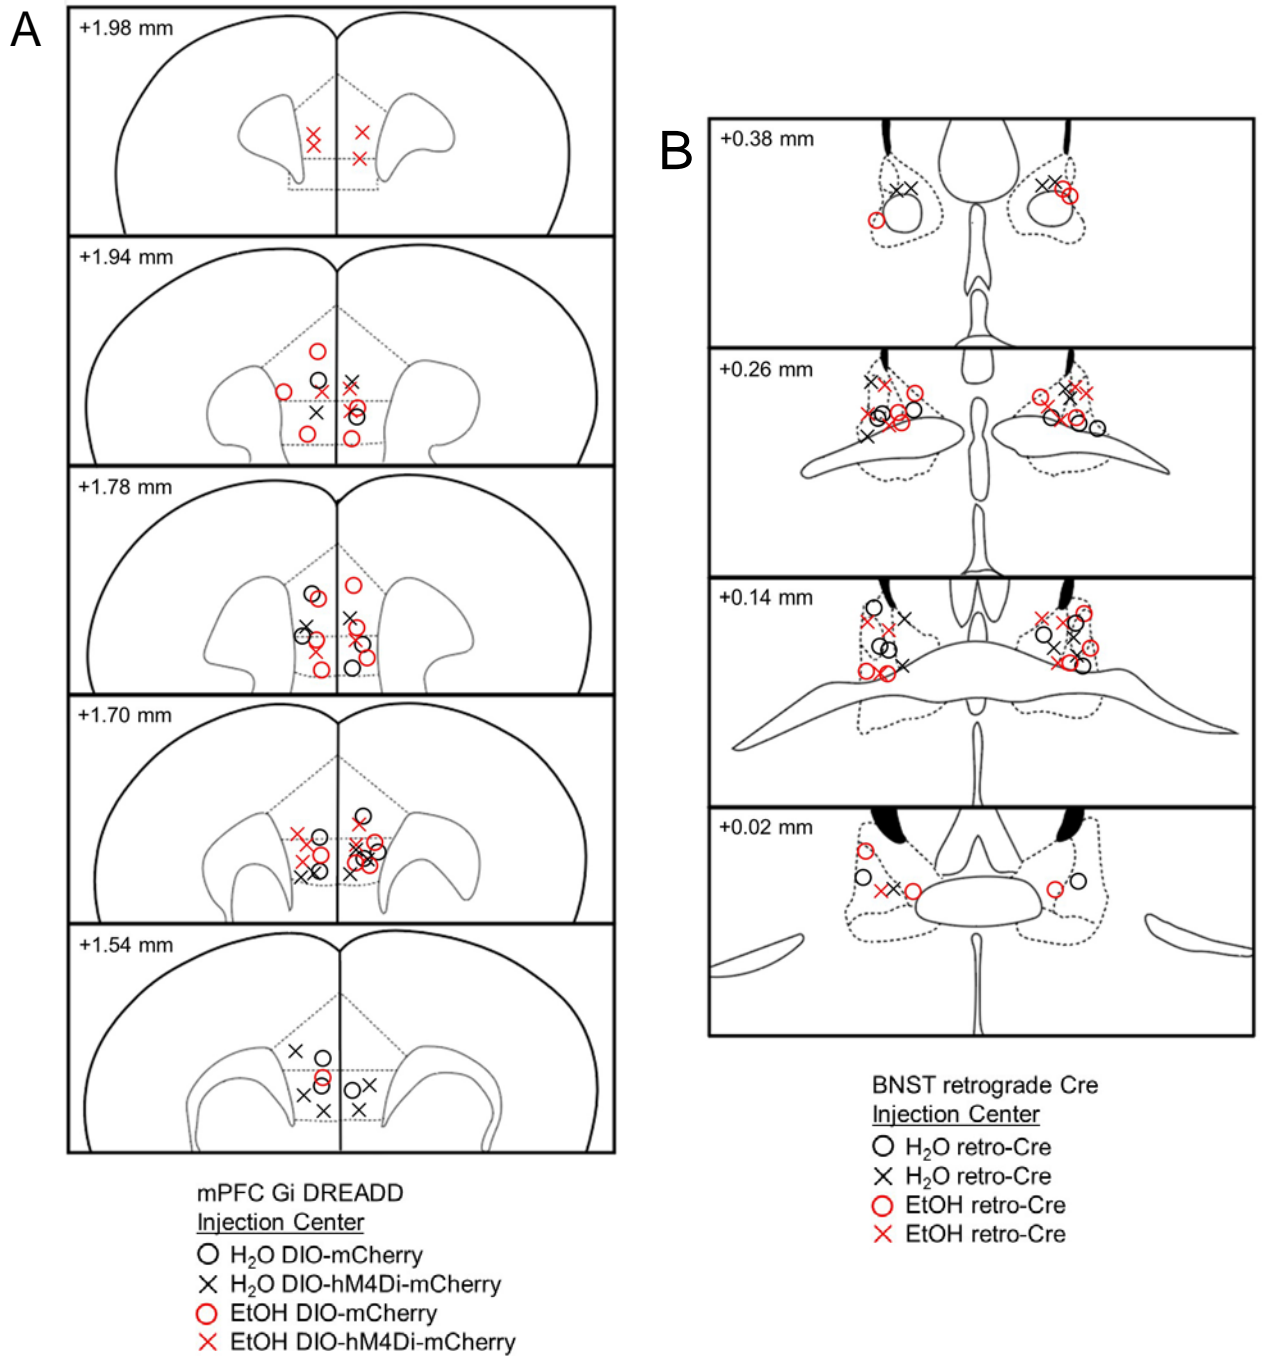 A
+1.98 mm
+1.94 mm
+1.78 mm
+1.70 mm
+1.54 mm
mPFC Gi DREADD
Injection Center
H₂O DIO-mCherry
H₂O DIO-hM4Di-mCherry
EtOH DIO-mCherry
EtOH DIO-hM4Di-mCherry
B
+0.38 mm
+0.26 mm
+0.14 mm
+0.02 mm
BNST retrograde Cre
Injection Center
H₂O retro-Cre
H₂O retro-Cre
EtOH retro-Cre
EtOH retro-Cre